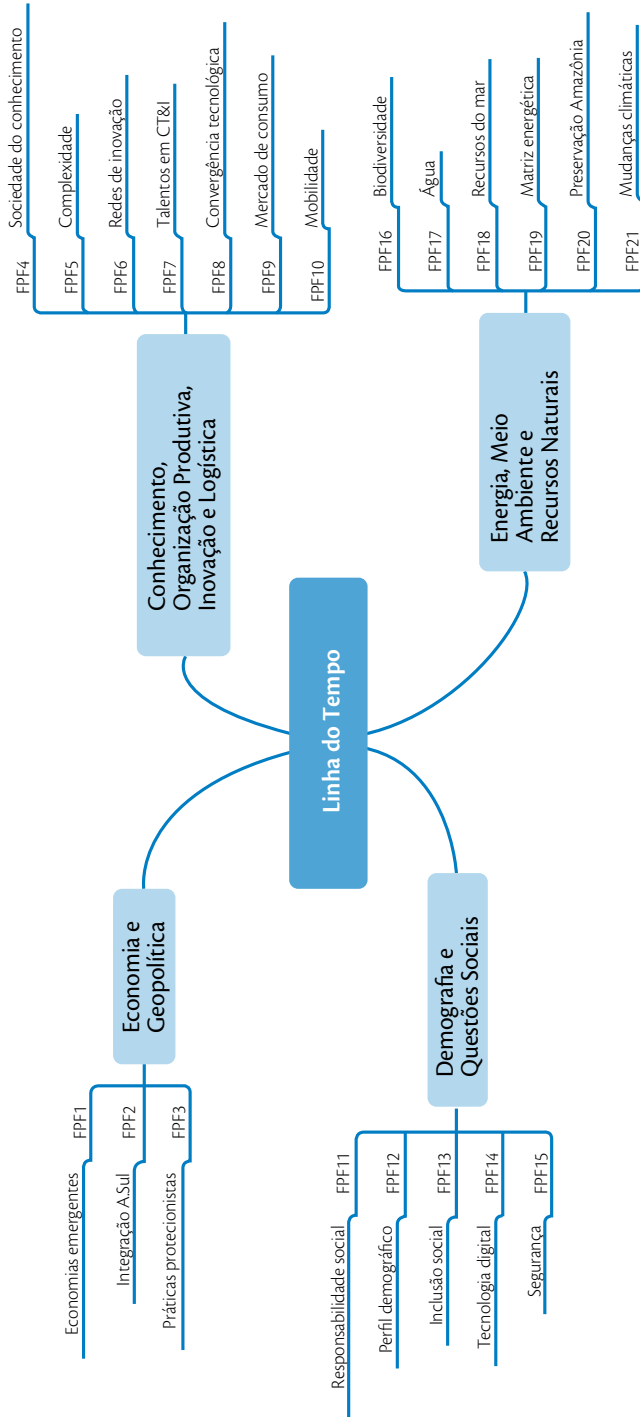 Linha do Tempo
Economia e
Geopolítica
FPF1
Economias emergentes
FPF2
Integração A.Sul
FPF3
Práticas protecionistas
Conhecimento,
Organização Produtiva,
Inovação e Logística
FPF4
Sociedade do conhecimento
FPF5
Complexidade
FPF6
Redes de inovação
FPF7
Talentos em CT&I
FPF8
Convergência tecnológica
FPF9
Mercado de consumo
FPF10
Mobilidade
Demografia e
Questões Sociais
FPF11
Responsabilidade social
FPF12
Perfil demográfico
FPF13
Inclusão social
FPF14
Tecnologia digital
FPF15
Segurança
Energia, Meio
Ambiente e
Recursos Naturais
FPF16
Biodiversidade
FPF17
Água
FPF18
Recursos do mar
FPF19
Matriz energética
FPF20
Preservação Amazônia
FPF21
Mudanças climáticas